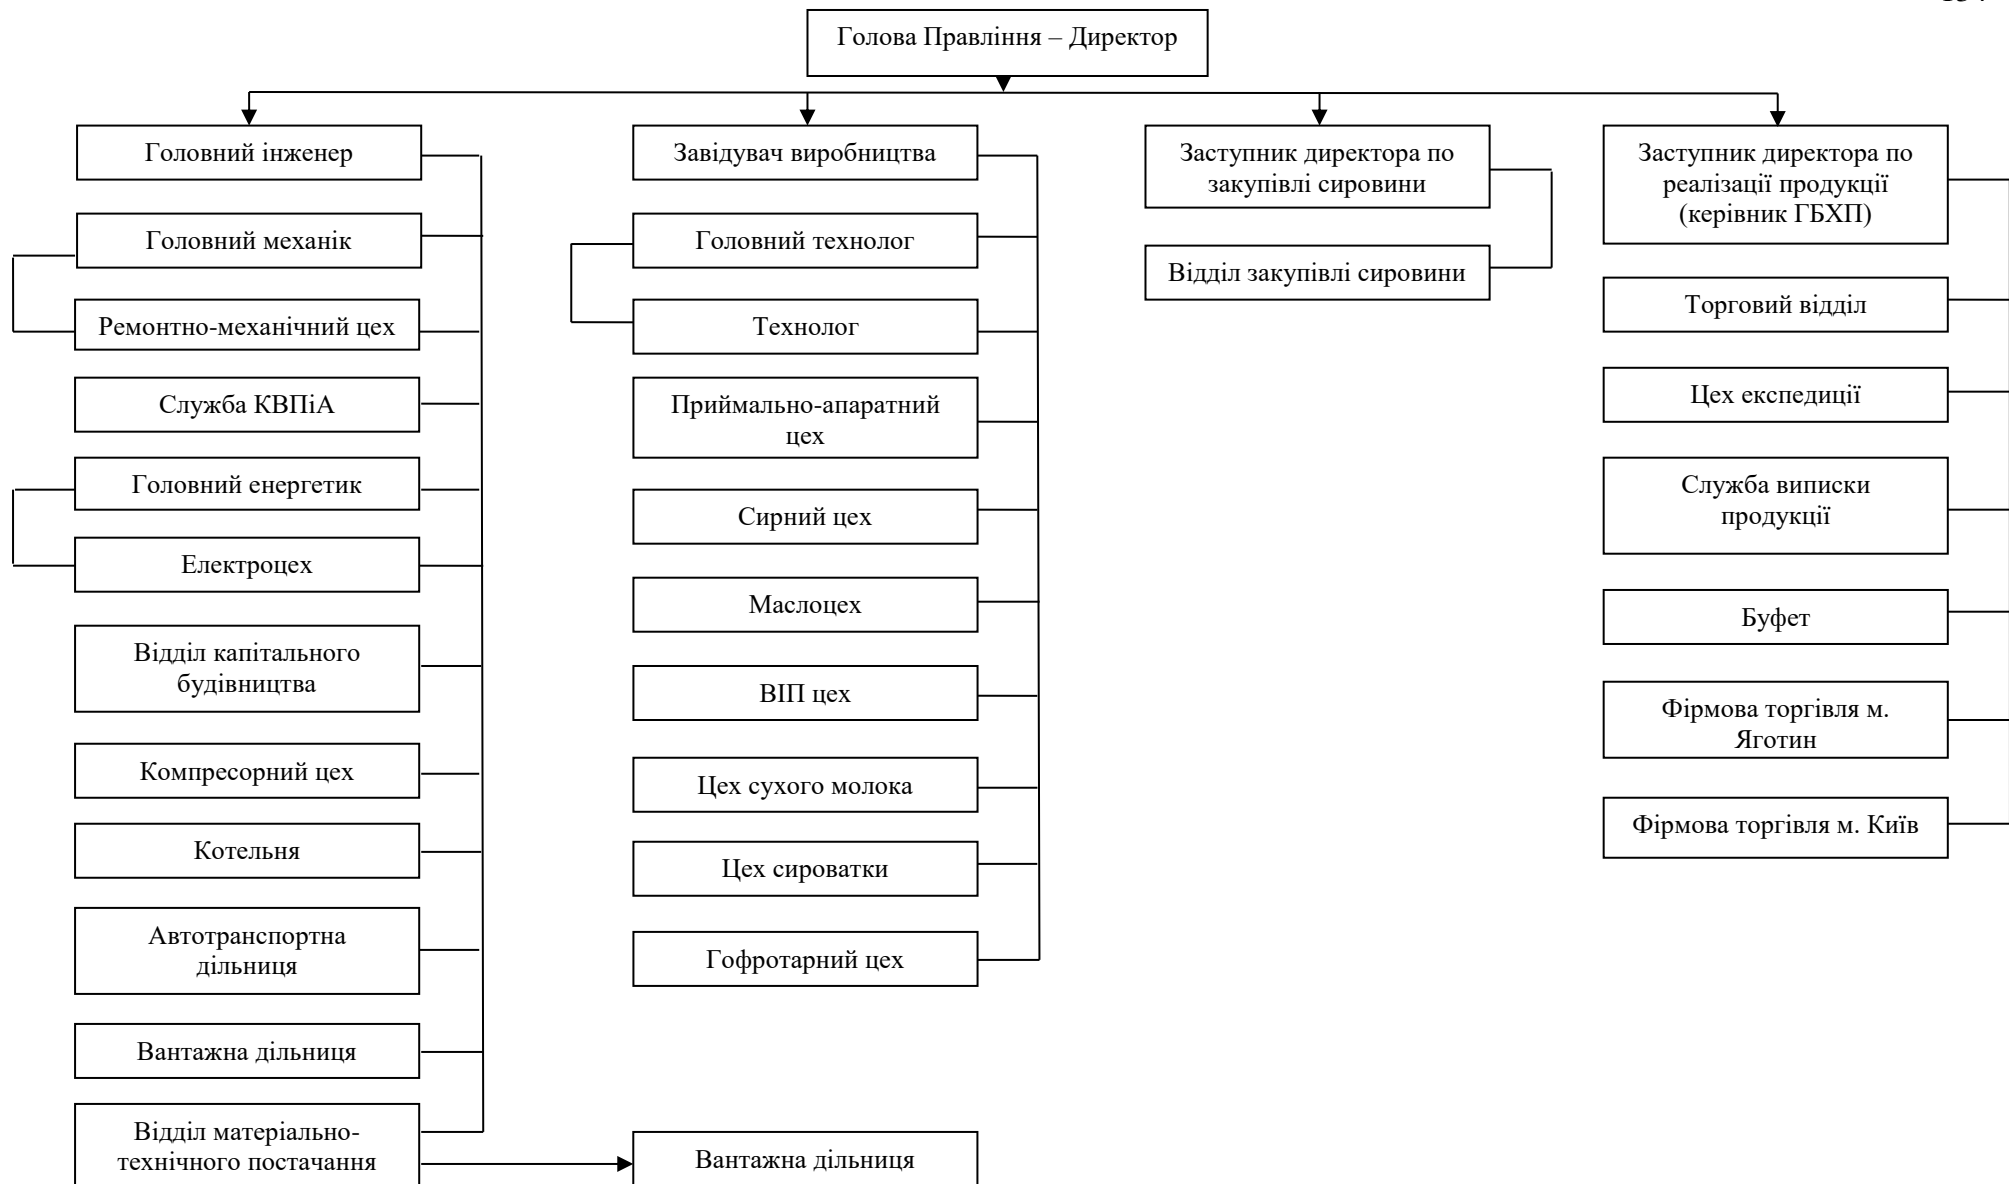 Голова Правління – Директор
Головний інженер
Головний механік
Ремонтно-механічний цех
Служба КВПіА
Головний енергетик
Електроцех
Відділ капітального
будівництва
Компресорний цех
Котельня
Автотранспортна
дільниця
Вантажна дільниця
Відділ матеріально-
технічного постачання
Завідувач виробництва
Головний технолог
Технолог
Приймально-апаратний
цех
Сирний цех
Маслоцех
ВІП цех
Цех сухого молока
Цех сироватки
Гофротарний цех
Вантажна дільниця
Заступник директора по
закупівлі сировини
Відділ закупівлі сировини
Заступник директора по
реалізації продукції
(керівник ГБХП)
Торговий відділ
Цех експедиції
Служба виписки
продукції
Буфет
Фірмова торгівля м.
Яготин
Фірмова торгівля м. Київ